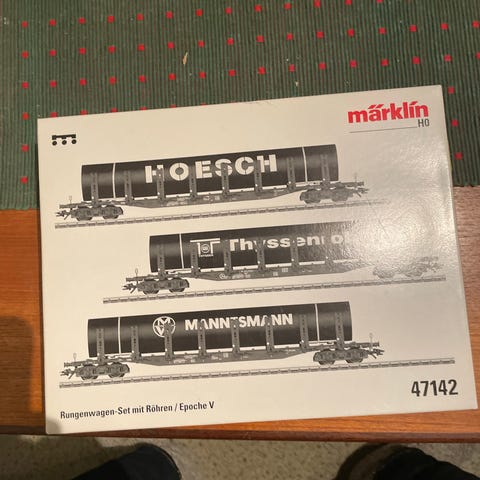 märklin
H0
HOESCH
Thyssen
MANNESMANN
Rungenwagen-Set mit Röhren / Epoche V
47142